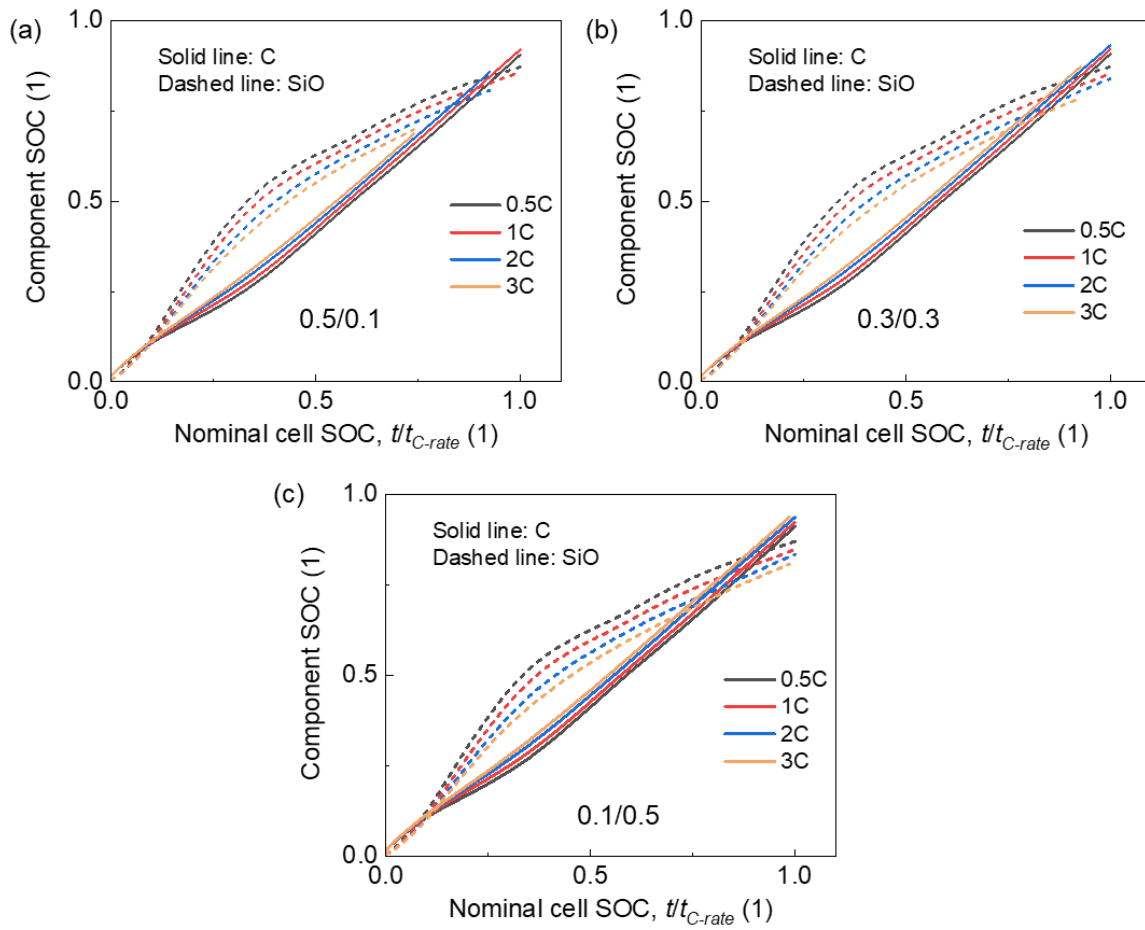 (a)
1.0
Solid line: C
Dashed line: SiO
Component SOC (1)
0.5
0.5C
1C
2C
3C
0.5/0.1
0.0
0.0
0.5
1.0
Nominal cell SOC, t/t_C-rate (1)
(b)
1.0
Solid line: C
Dashed line: SiO
Component SOC (1)
0.5
0.5C
1C
2C
3C
0.3/0.3
0.0
0.0
0.5
1.0
Nominal cell SOC, t/t_C-rate (1)
(c)
1.0
Solid line: C
Dashed line: SiO
Component SOC (1)
0.5
0.5C
1C
2C
3C
0.1/0.5
0.0
0.0
0.5
1.0
Nominal cell SOC, t/t_C-rate (1)